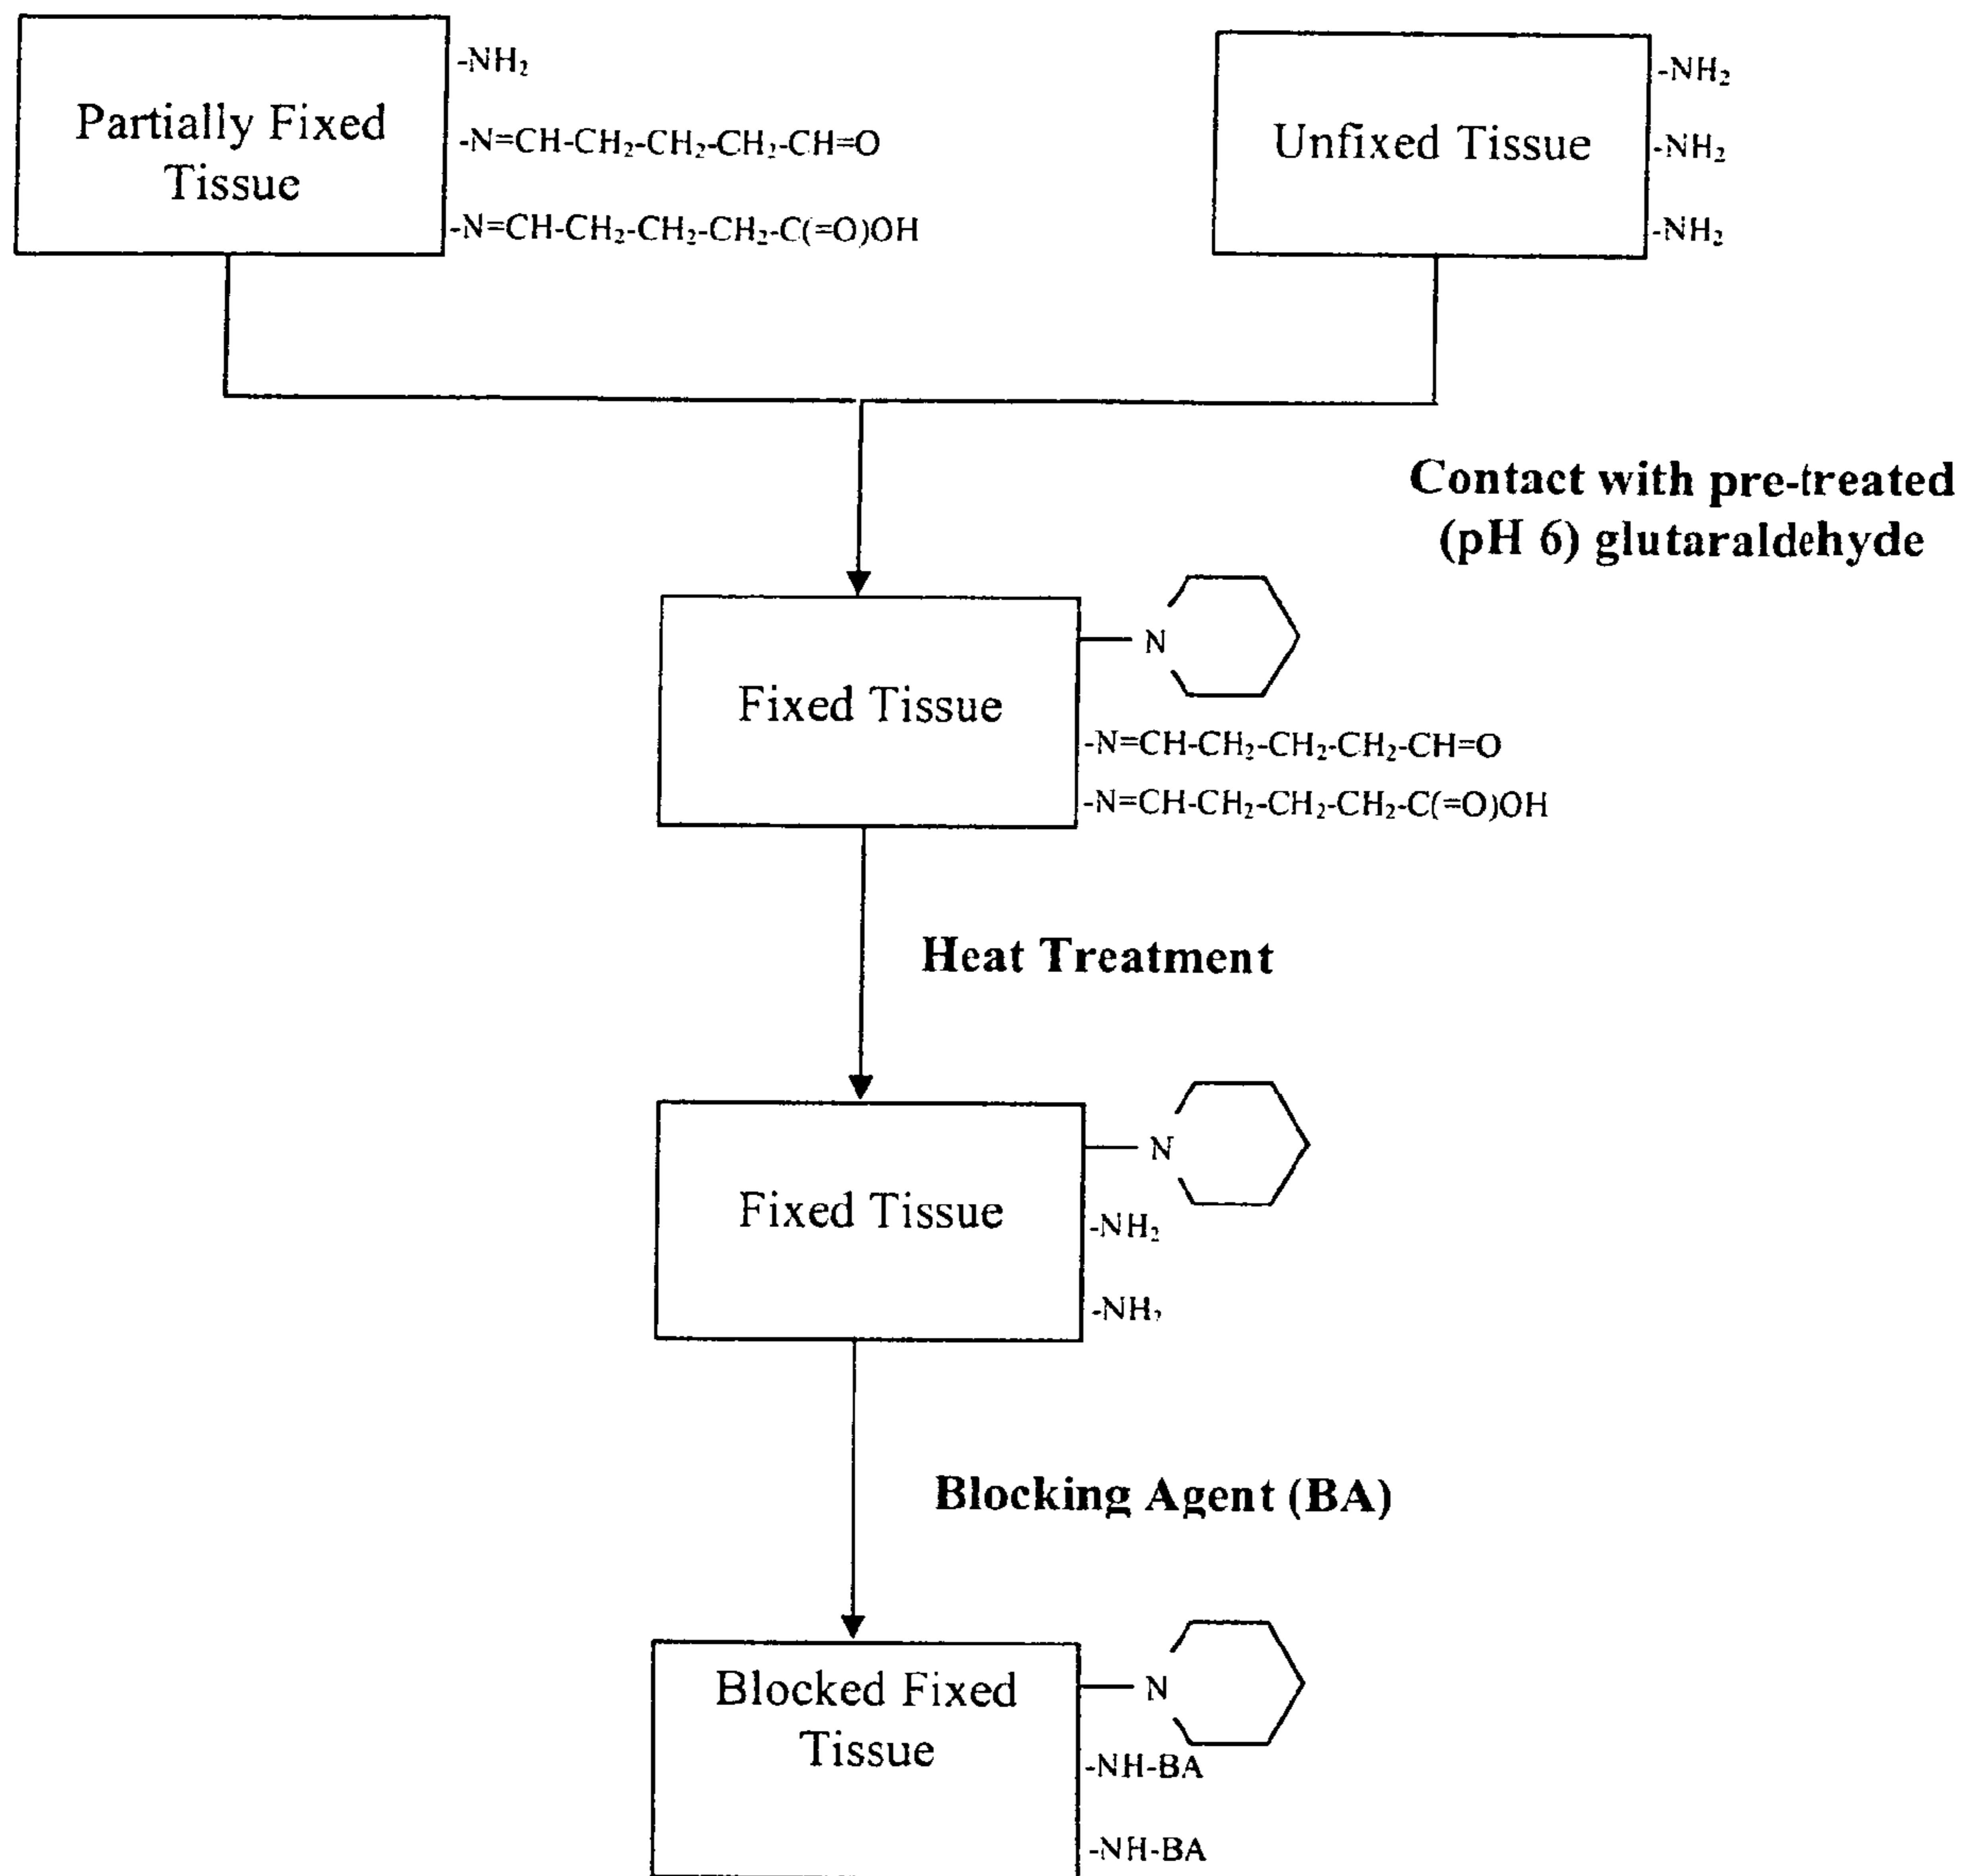 Partially Fixed
Tissue
-NH₂
-N=CH-CH₂-CH₂-CH₂-CH=O
-N=CH-CH₂-CH₂-CH₂-C(=O)OH
Unfixed Tissue
-NH₂
-NH₂
-NH₂
Contact with pre-treated
(pH 6) glutaraldehyde
Fixed Tissue
N
-N=CH-CH₂-CH₂-CH₂-CH=O
-N=CH-CH₂-CH₂-CH₂-C(=O)OH
Heat Treatment
Fixed Tissue
N
-NH₂
-NH₂
Blocking Agent (BA)
Blocked Fixed
Tissue
N
-NH-BA
-NH-BA